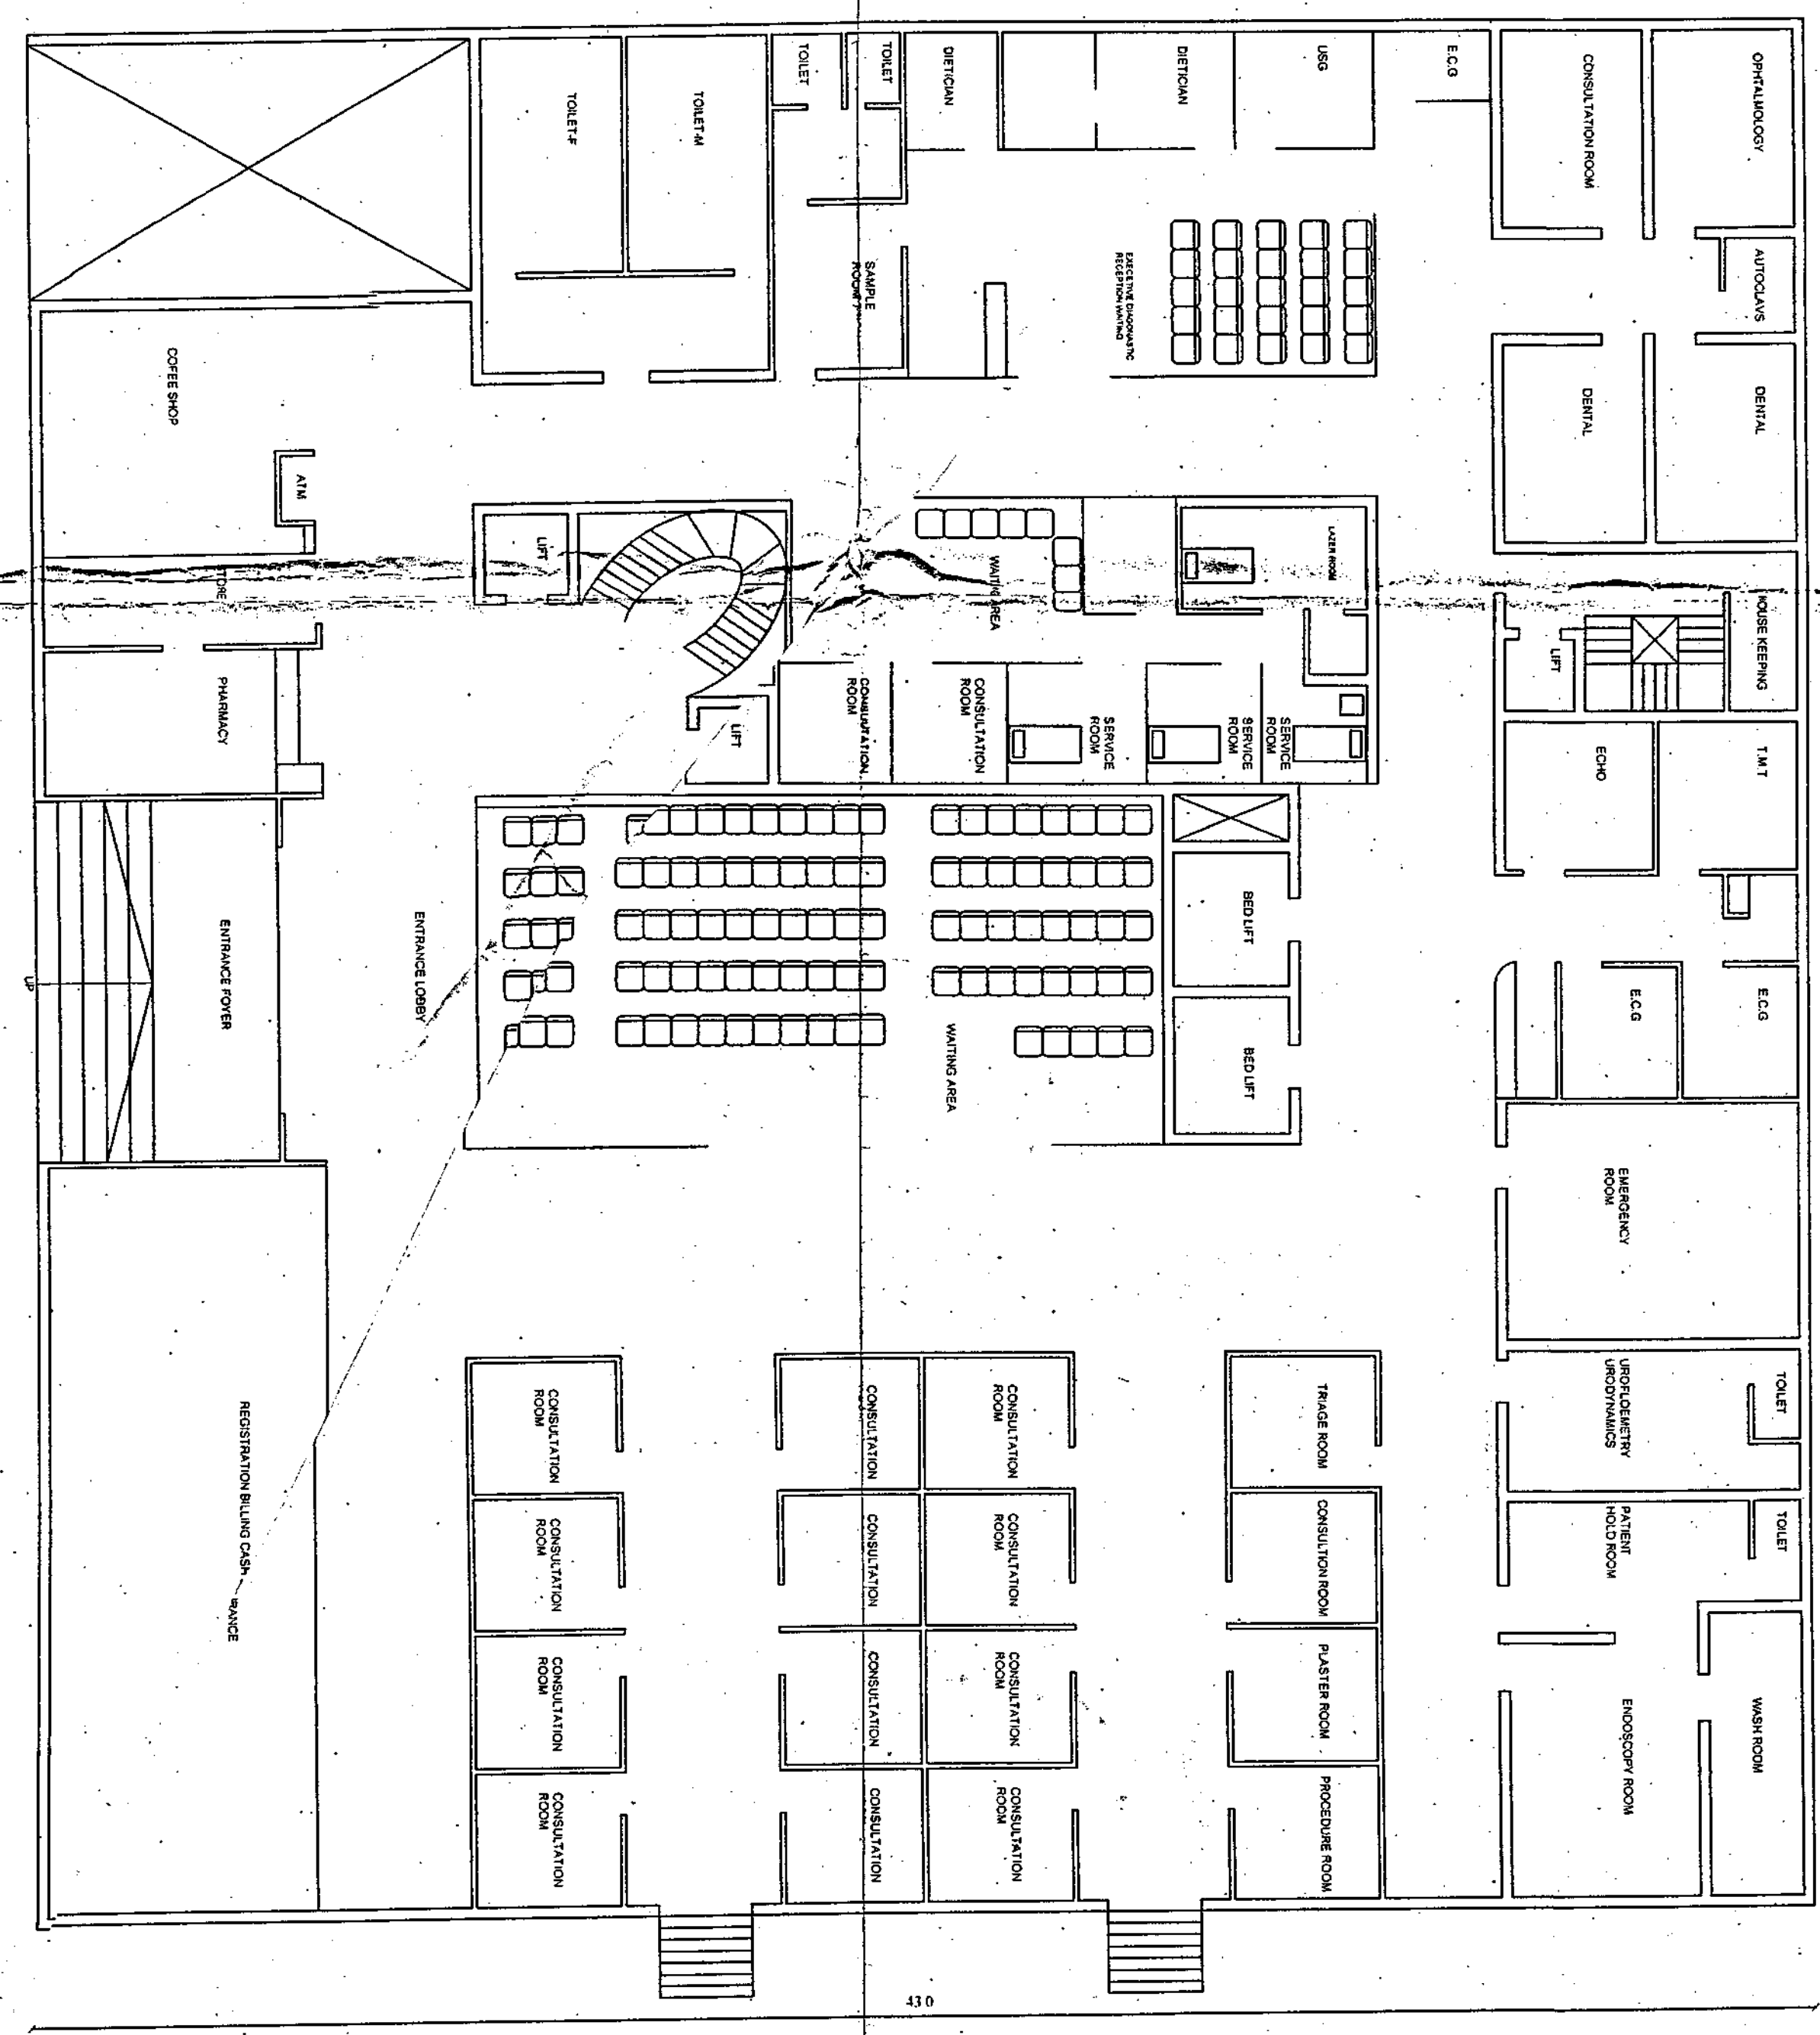 OPHTALMOLOGY
CONSULTATION ROOM
E.C.G
USG
DIETICIAN
DIETICIAN
TOILET
TOILET
TOILET-M
TOILET-F
AUTOCLAVS
EXECUTIVE DIAGONASTIC
RECEPTION WAITING
SAMPLE
ROOM
DENTAL
DENTAL
COFEE SHOP
ATM
LAZER ROOM
WAITING AREA
LIFT
HOUSE KEEPING
LIFT
T.M.T
ECHO
SERVICE
ROOM
SERVICE
ROOM
SERVICE
ROOM
CONSULTATION
ROOM
CONSULTATION
ROOM
LIFT
PHARMACY
BED LIFT
BED LIFT
ENTRANCE LOBBY
ENTRANCE FOYER
UP
E.C.G
E.C.G
WAITING AREA
EMERGENCY
ROOM
TOILET
UROFLOEMETRY
URODYNAMICS
TRIAGE ROOM
CONSULTATION
ROOM
CONSULTATION
CONSULTATION
ROOM
REGISTRATION BILLING CASH
TOILET
PATIENT
HOLD ROOM
CONSULTION ROOM
CONSULTATION
ROOM
CONSULTATION
CONSULTATION
ROOM
WASH ROOM
ENDOSCOPY ROOM
PLASTER ROOM
CONSULTATION
ROOM
CONSULTATION
CONSULTATION
ROOM
PROCEDURE ROOM
CONSULTATION
ROOM
CONSULTATION
CONSULTATION
ROOM